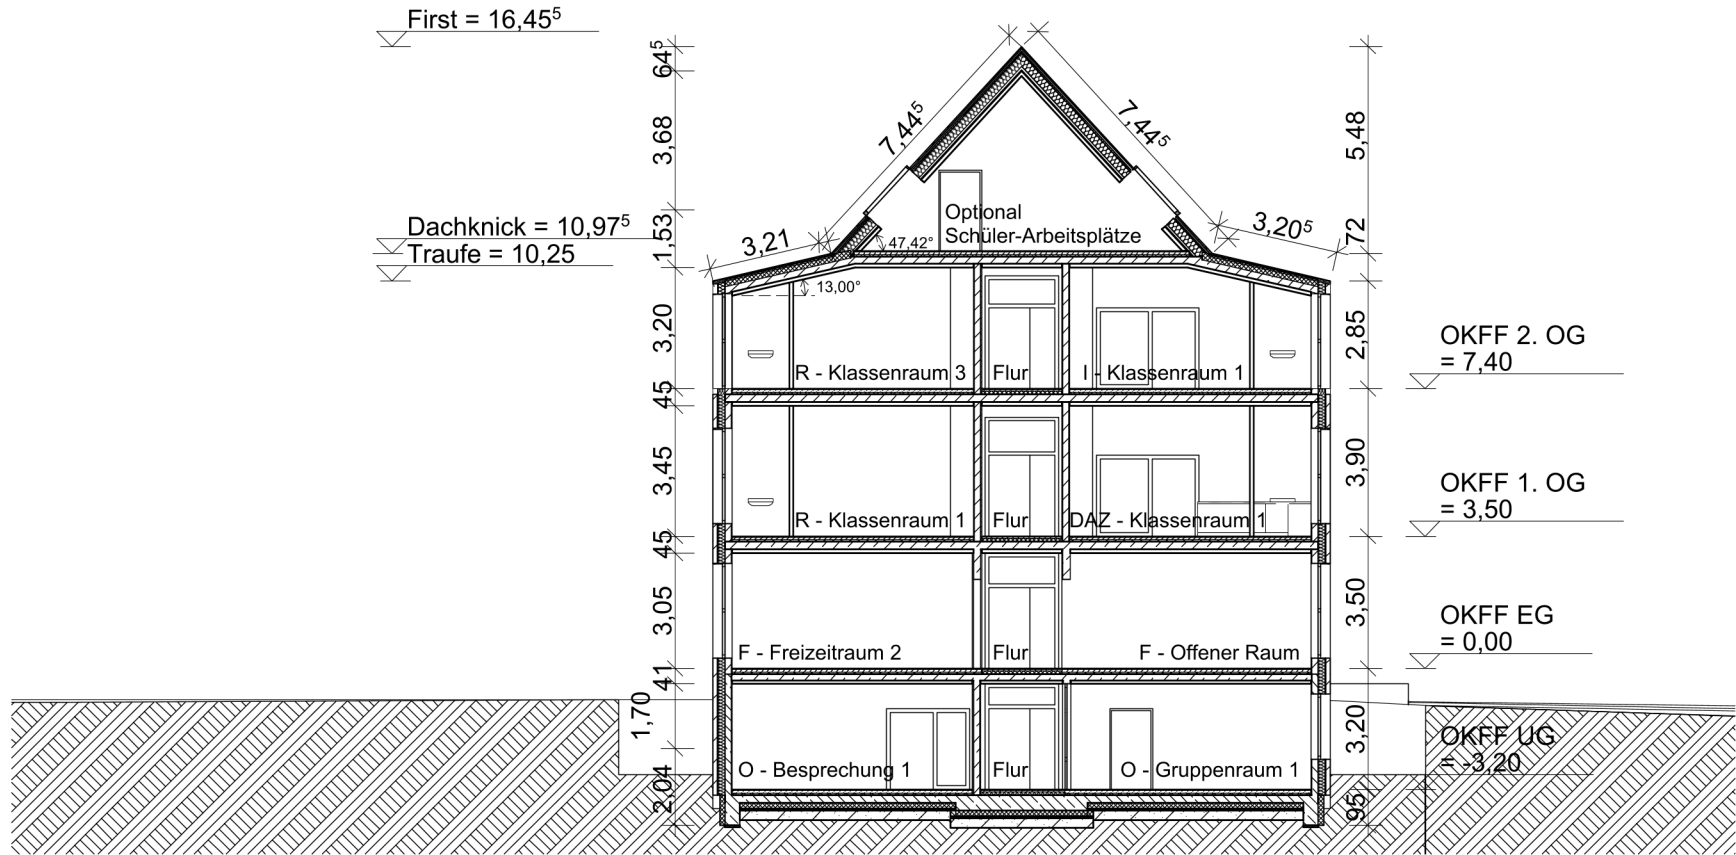 First = 16,45⁵
64⁵
7,44⁵
7,44⁵
3,68
5,48
Optional
Schüler-Arbeitsplätze
Dachknick = 10,97⁵
Traufe = 10,25
1,53
3,21
47,42°
3,20⁵
72
13,00°
3,20
2,85
OKFF 2. OG
= 7,40
R - Klassenraum 3
Flur
I - Klassenraum 1
45
3,45
3,90
OKFF 1. OG
= 3,50
R - Klassenraum 1
Flur
DAZ - Klassenraum 1
45
3,05
3,50
OKFF EG
= 0,00
F - Freizeitraum 2
Flur
F - Offener Raum
41
1,70
3,20
OKFF UG
= -3,20
O - Besprechung 1
Flur
O - Gruppenraum 1
2,04
95